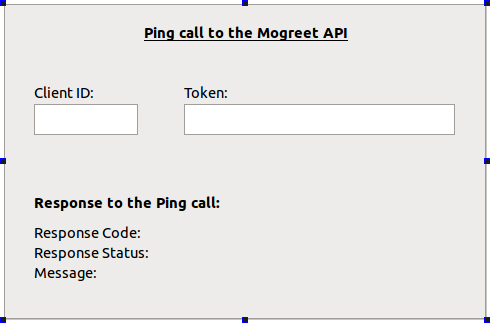 Ping call to the Mogreet API
Client ID: Token:
Response to the Ping call:
Response Code:
Response Status:
Message: